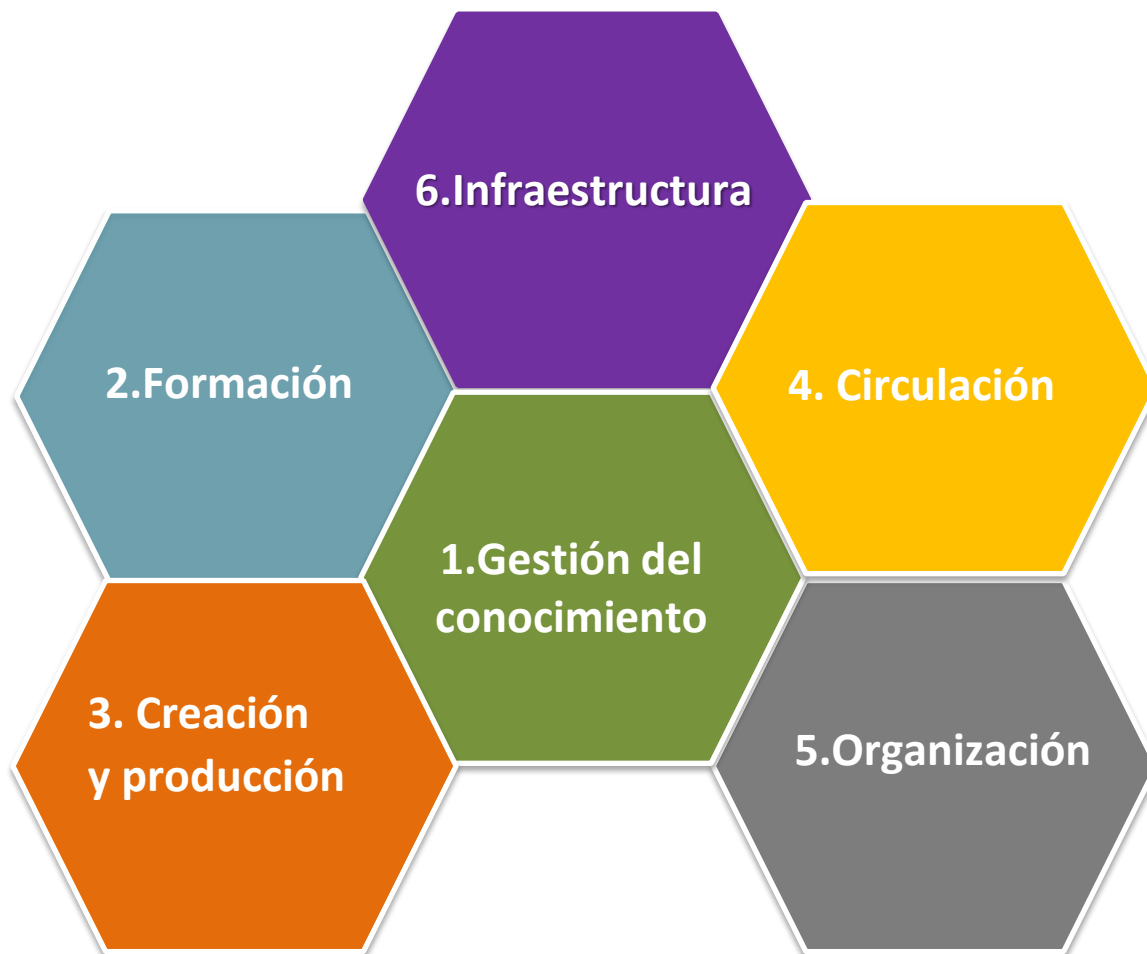 6.Infraestructura
2.Formación
4. Circulación
1.Gestión del
conocimiento
3. Creación
y producción
5.Organización